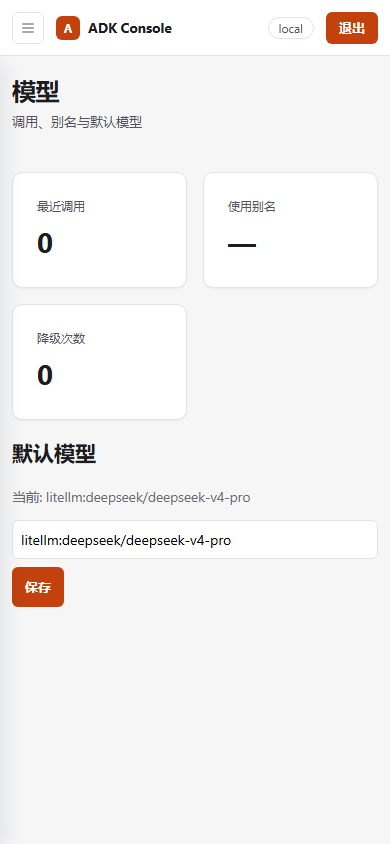 A ADK Console local 退出
模型
调用、别名与默认模型
最近调用 使用别名
0 —
降级次数
0
默认模型
当前: litellm:deepseek/deepseek-v4-pro
litellm:deepseek/deepseek-v4-pro
保存